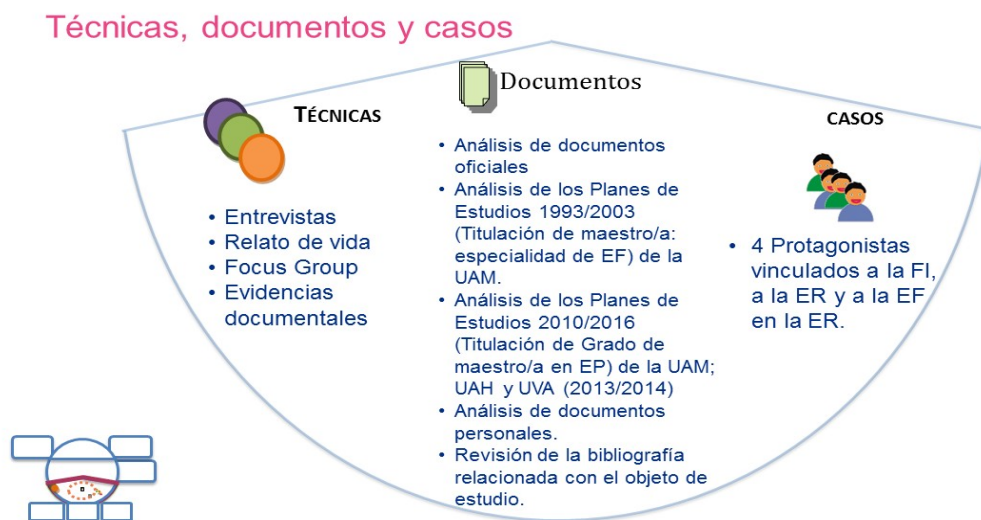 Técnicas, documentos y casos
TÉCNICAS
• Entrevistas
• Relato de vida
• Focus Group
• Evidencias
documentales
Documentos
• Análisis de documentos
oficiales
• Análisis de los Planes de
Estudios 1993/2003
(Titulación de maestro/a:
especialidad de EF) de la
UAM.
• Análisis de los Planes de
Estudios 2010/2016
(Titulación de Grado de
maestro/a en EP) de la UAM;
UAH y UVA (2013/2014)
• Análisis de documentos
personales.
• Revisión de la bibliografía
relacionada con el objeto de
estudio.
CASOS
• 4 Protagonistas
vinculados a la FI,
a la ER y a la EF
en la ER.